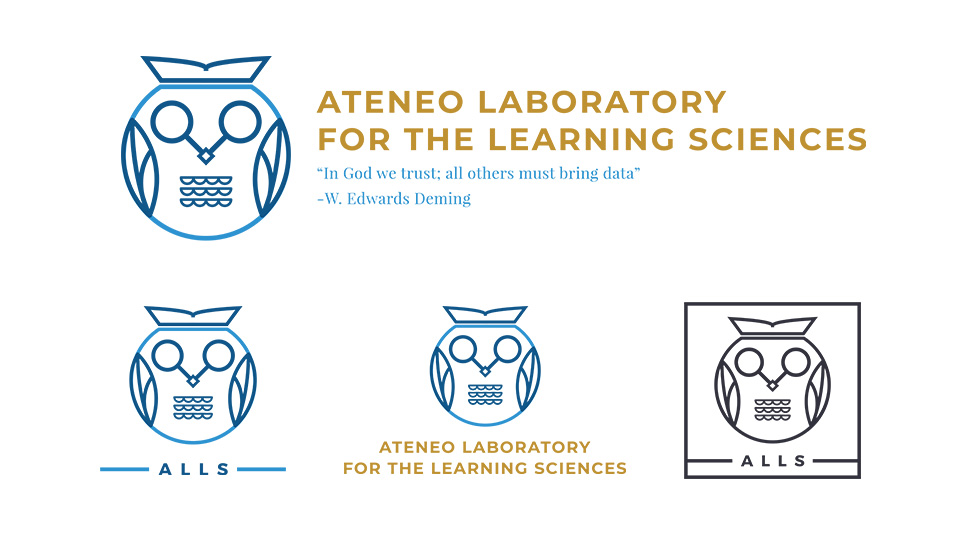 ATENEO LABORATORY
FOR THE LEARNING SCIENCES
“In God we trust; all others must bring data”
-W. Edwards Deming
ALLS
ATENEO LABORATORY
FOR THE LEARNING SCIENCES
ALLS